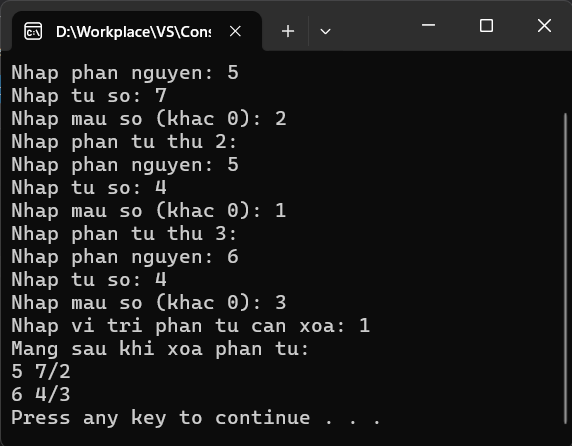 D:\Workplace\VS\Cons
Nhap phan nguyen: 5
Nhap tu so: 7
Nhap mau so (khac 0): 2
Nhap phan tu thu 2:
Nhap phan nguyen: 5
Nhap tu so: 4
Nhap mau so (khac 0): 1
Nhap phan tu thu 3:
Nhap phan nguyen: 6
Nhap tu so: 4
Nhap mau so (khac 0): 3
Nhap vi tri phan tu can xoa: 1
Mang sau khi xoa phan tu:
5 7/2
6 4/3
Press any key to continue . . .